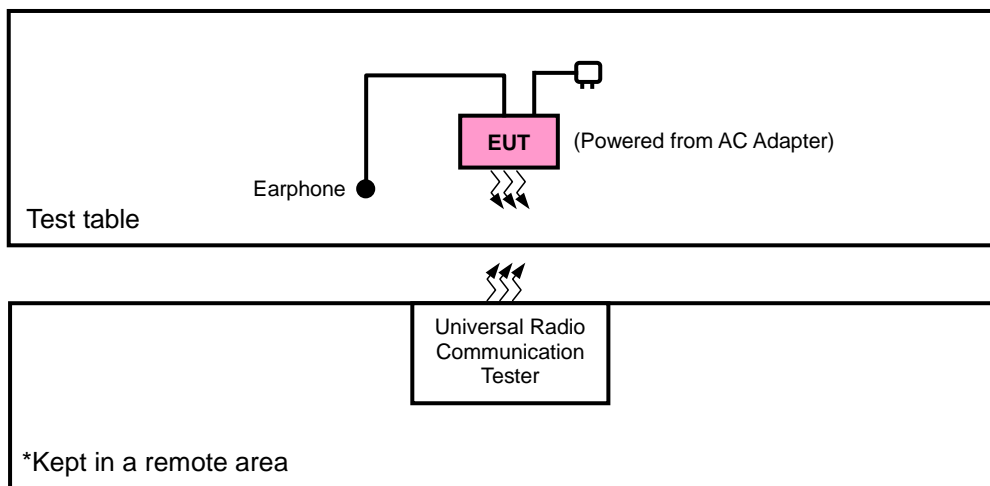 EUT
(Powered from AC Adapter)
Earphone
Test table
Universal Radio
Communication
Tester
*Kept in a remote area